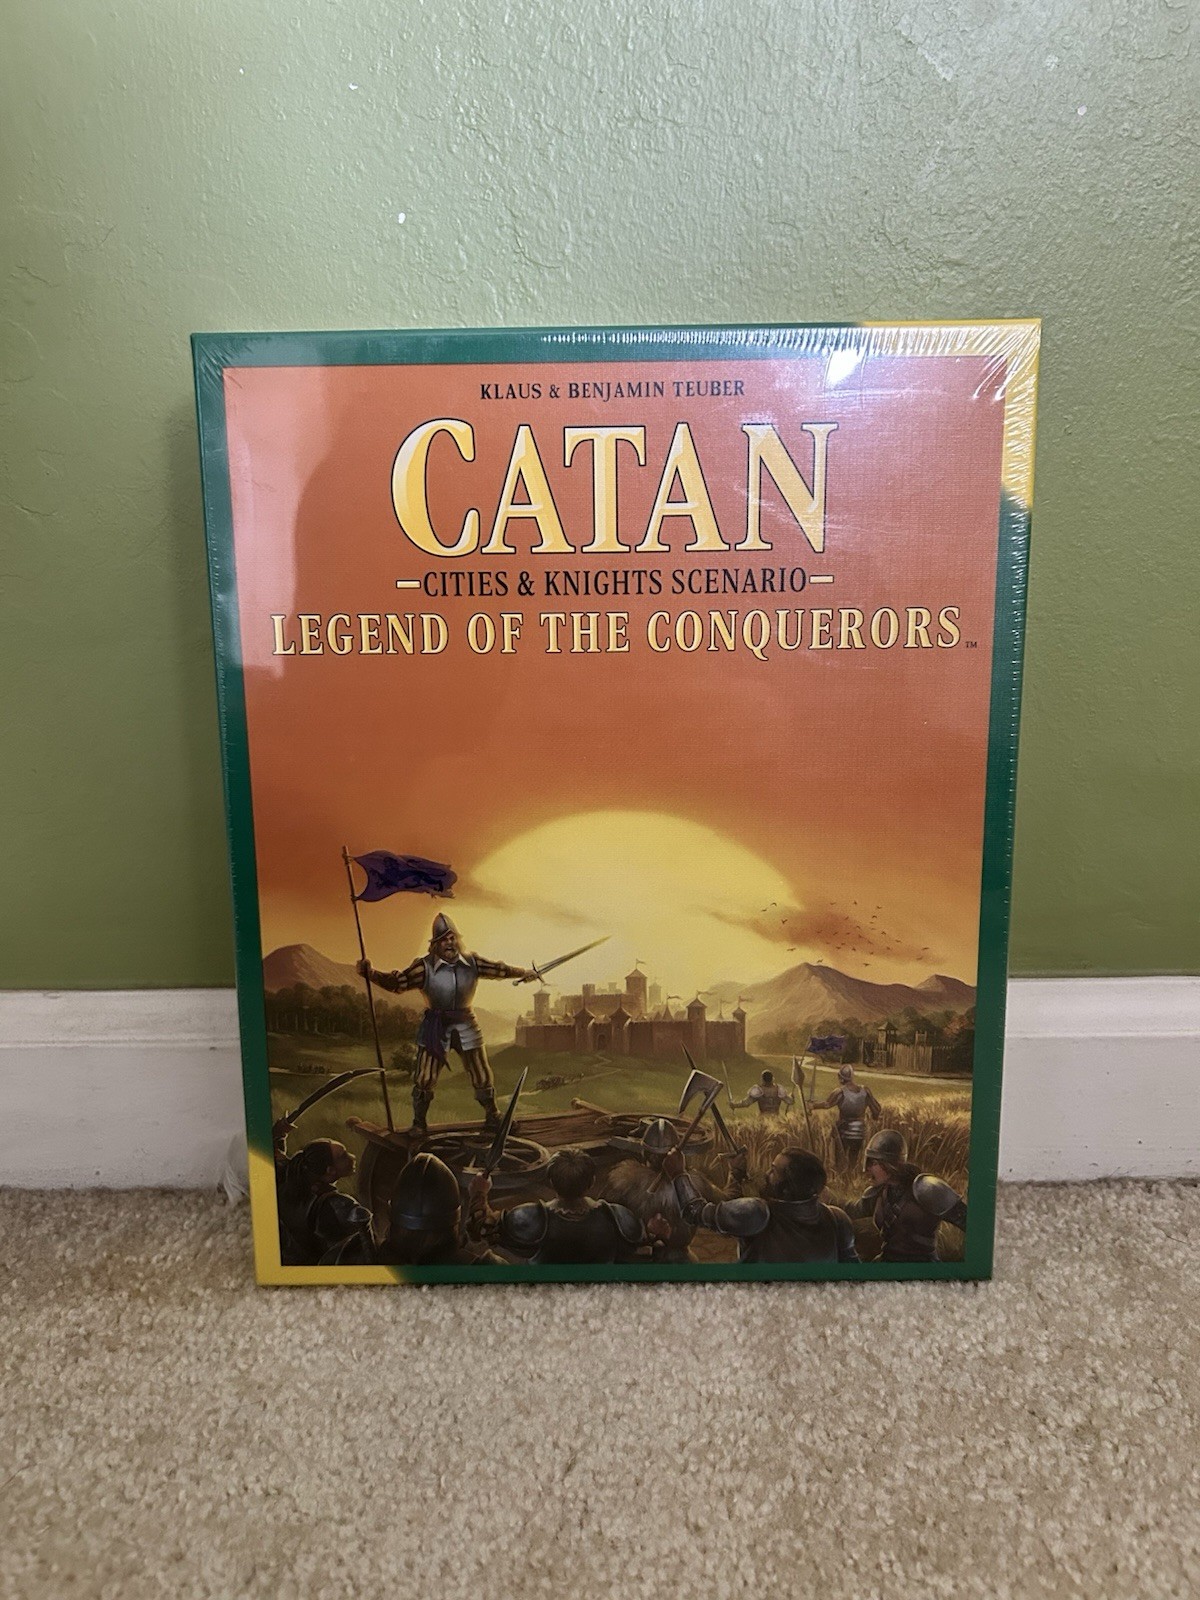 KLAUS & BENJAMIN TEUBER
CATAN
-CITIES & KNIGHTS SCENARIO-
LEGEND OF THE CONQUERORS™